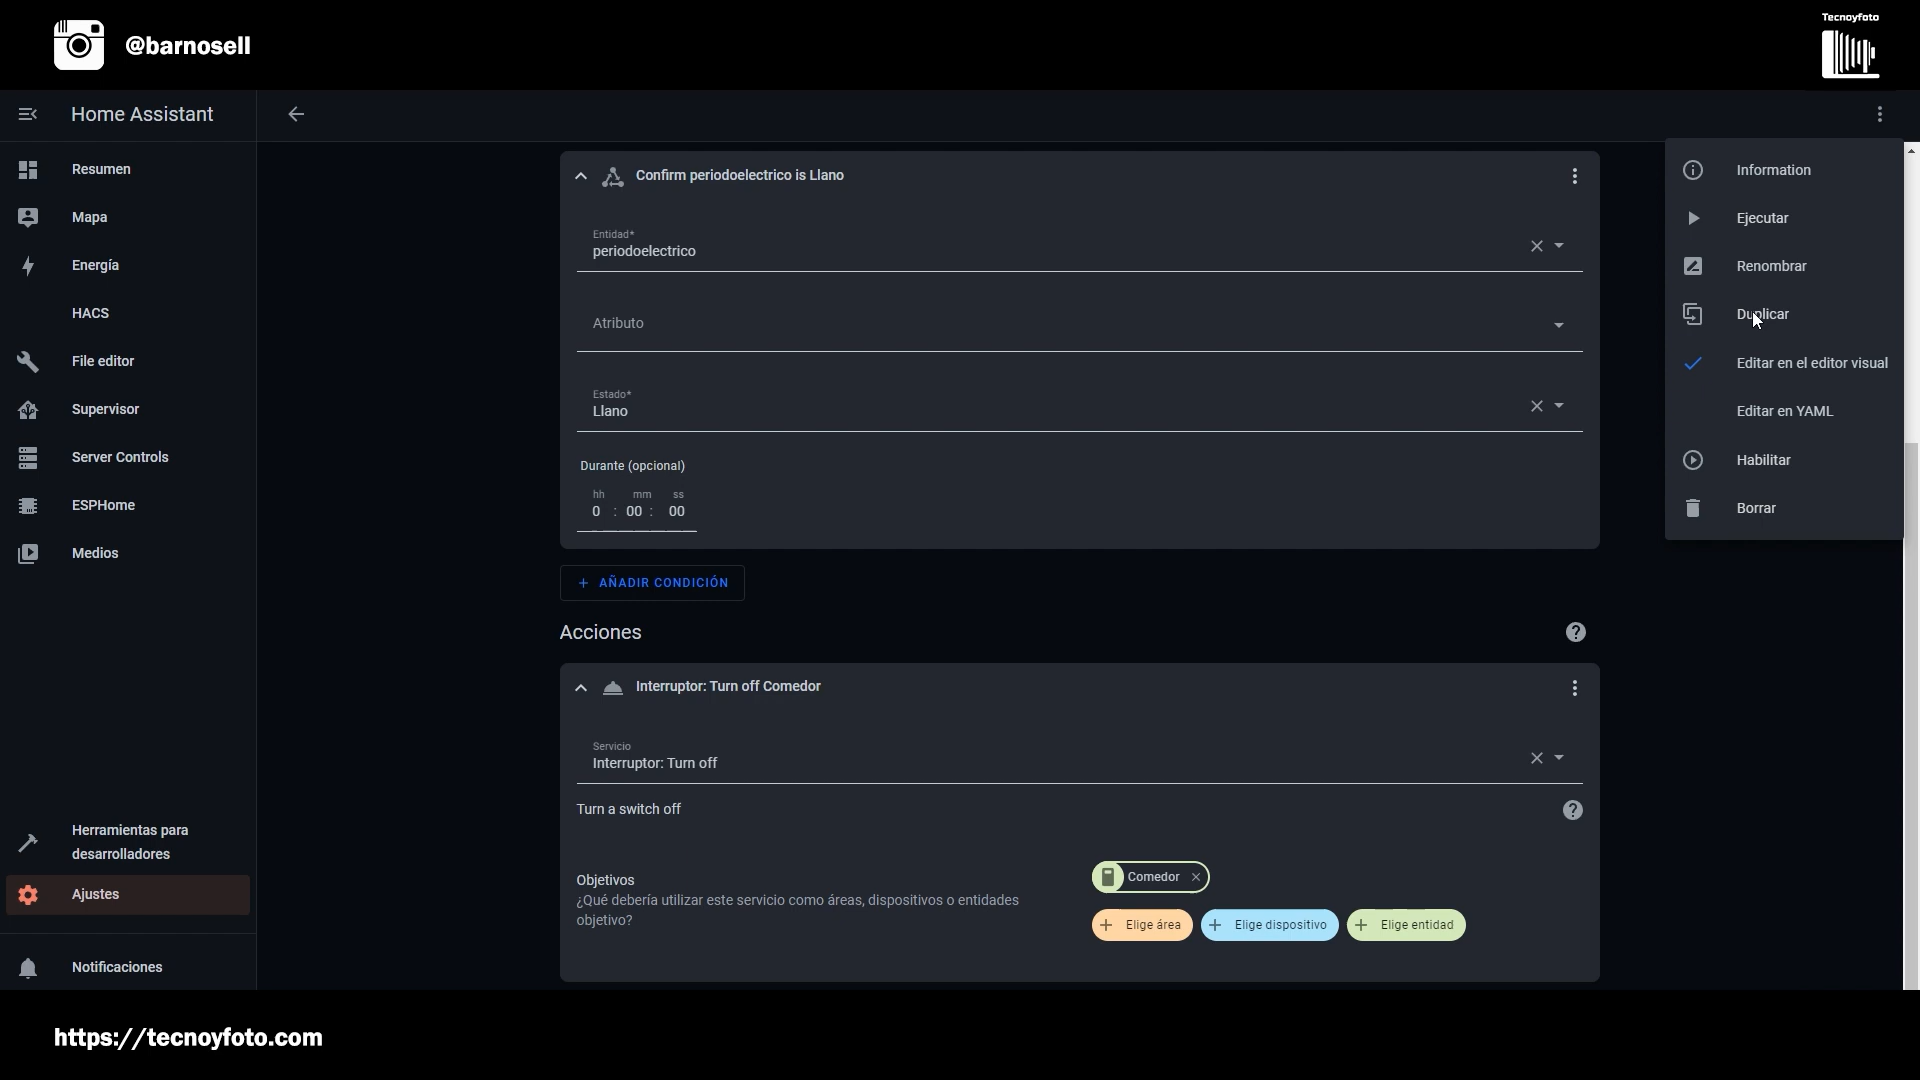 @barnosell
Tecnoyfoto
Home Assistant
Resumen
Mapa
Energía
HACS
File editor
Supervisor
Server Controls
ESPHome
Medios
Herramientas para
desarrolladores
Ajustes
Notificaciones
Confirm periodoelectrico is Llano
Entidad*
periodoelectrico
Atributo
Estado*
Llano
Durante (opcional)
hh mm ss
0 : 00 : 00
AÑADIR CONDICIÓN
Acciones
Interruptor: Turn off Comedor
Servicio
Interruptor: Turn off
Turn a switch off
Objetivos
¿Qué debería utilizar este servicio como áreas, dispositivos o entidades
objetivo?
Comedor
Elige área
Elige dispositivo
Elige entidad
Information
Ejecutar
Renombrar
Duplicar
Editar en el editor visual
Editar en YAML
Habilitar
Borrar
https://tecnoyfoto.com